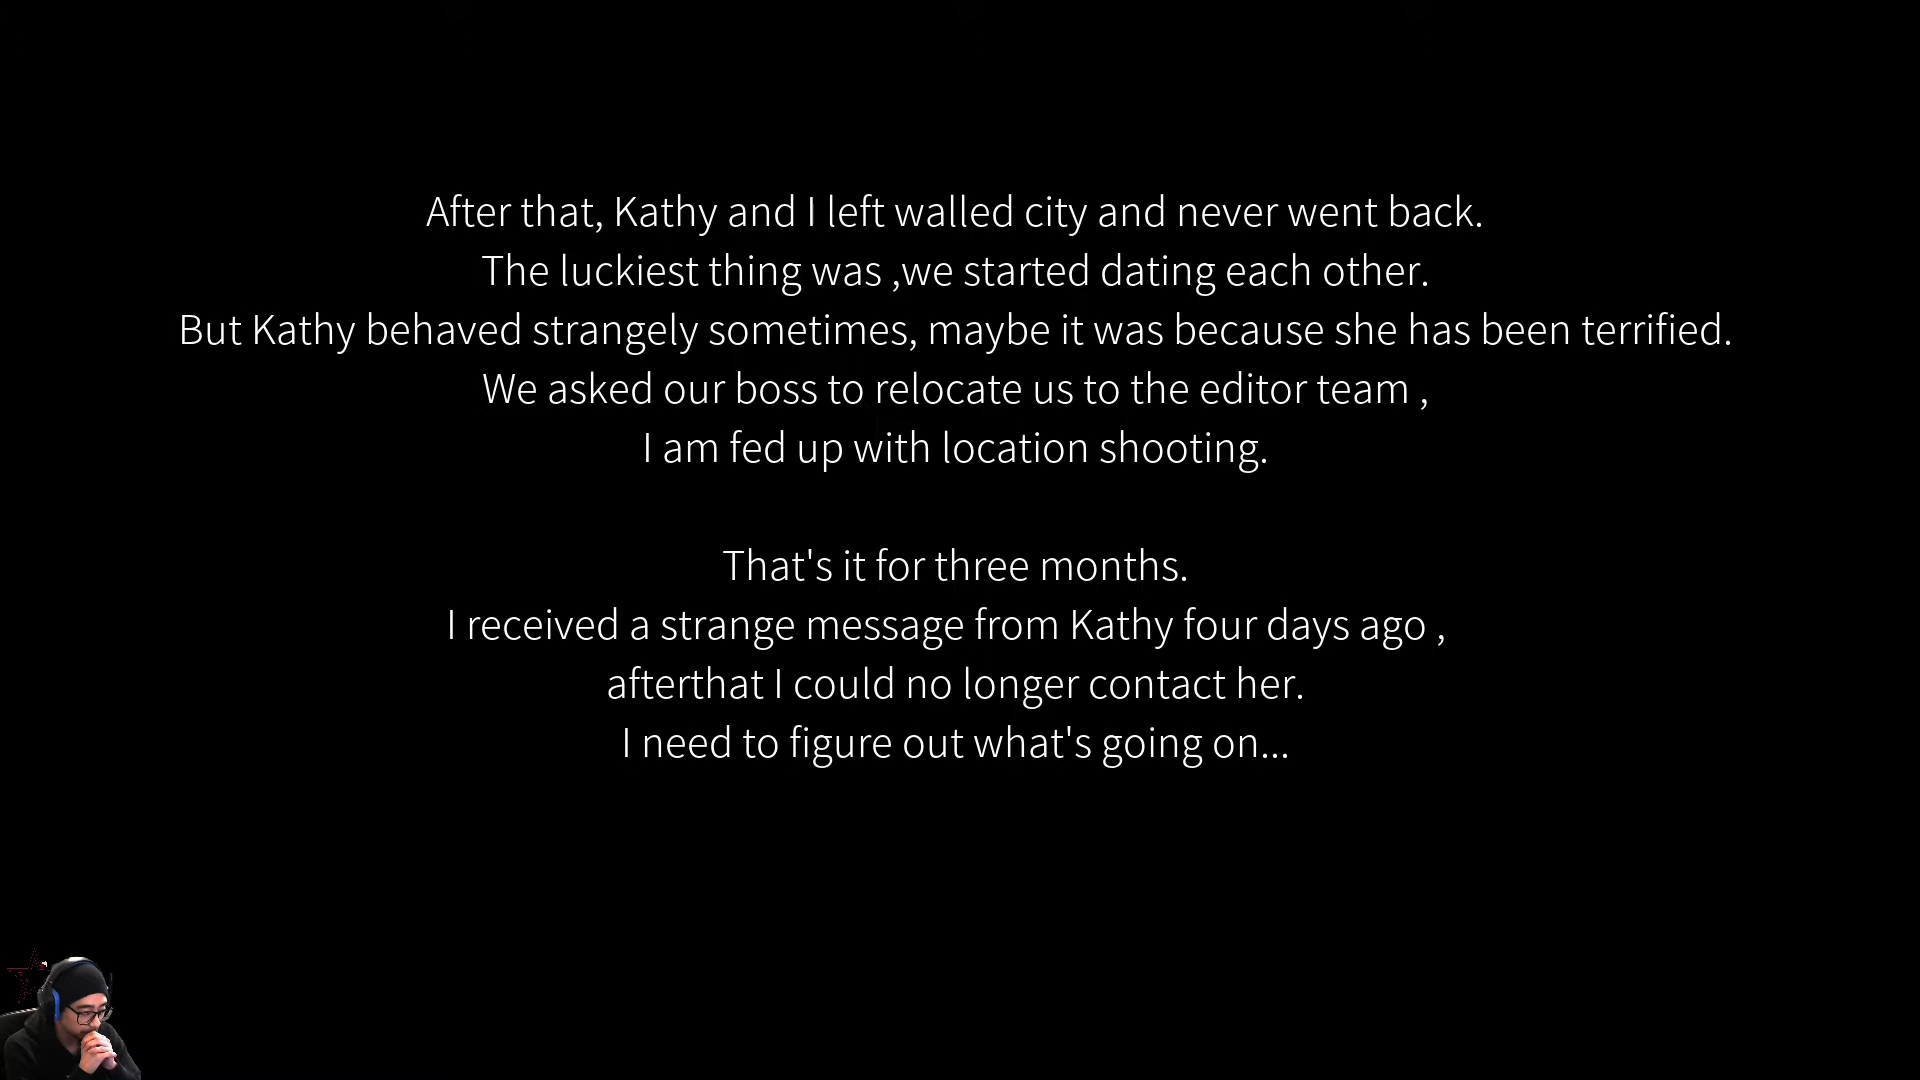 After that, Kathy and I left walled city and never went back.
The luckiest thing was ,we started dating each other.
But Kathy behaved strangely sometimes, maybe it was because she has been terrified.
We asked our boss to relocate us to the editor team ,
I am fed up with location shooting.
That's it for three months.
I received a strange message from Kathy four days ago ,
afterthat I could no longer contact her.
I need to figure out what's going on...